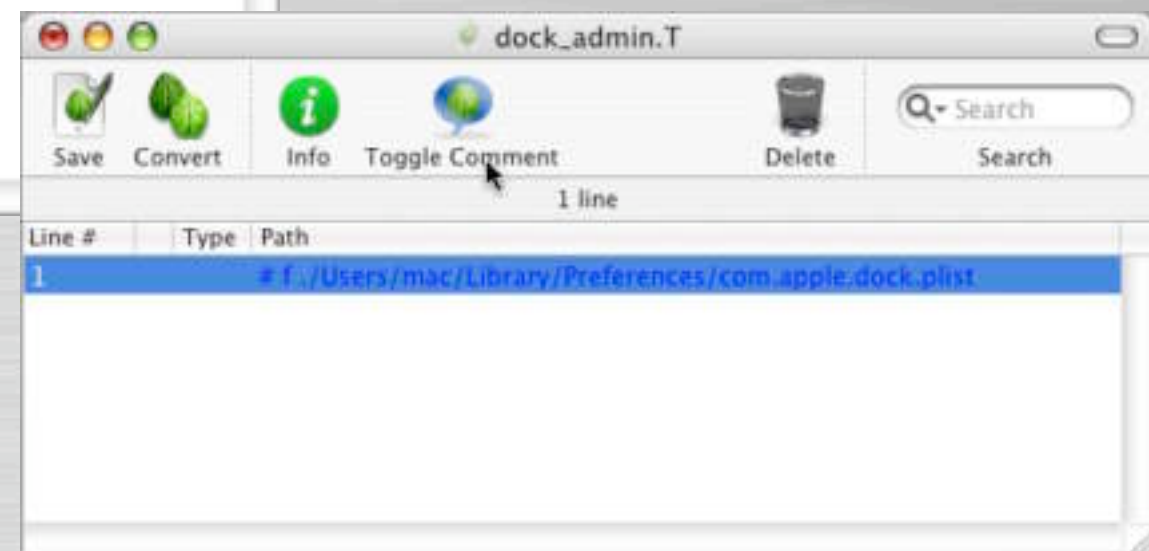 dock_admin.T
Save Convert Info Toggle Comment Delete Search
Search
1 line
Line # Type Path
1 # f ./Users/mac/Library/Preferences/com.apple.dock.plist